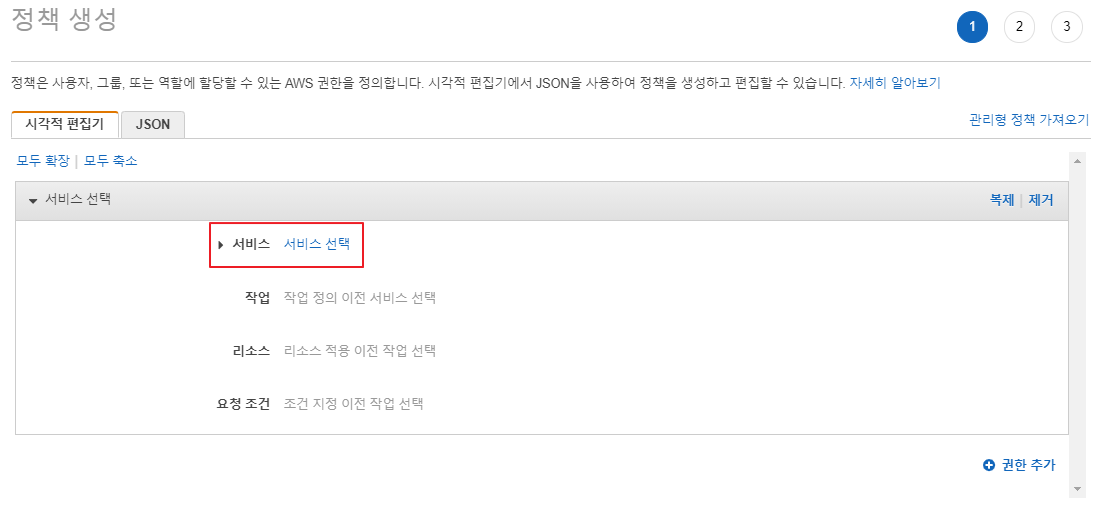 정책 생성
1 2 3
정책은 사용자, 그룹, 또는 역할에 할당할 수 있는 AWS 권한을 정의합니다. 시각적 편집기에서 JSON을 사용하여 정책을 생성하고 편집할 수 있습니다. 자세히 알아보기
시각적 편집기 JSON 관리형 정책 가져오기
모두 확장 | 모두 축소
서비스 선택 복제 | 제거
서비스 서비스 선택
작업 작업 정의 이전 서비스 선택
리소스 리소스 적용 이전 작업 선택
요청 조건 조건 지정 이전 작업 선택
권한 추가